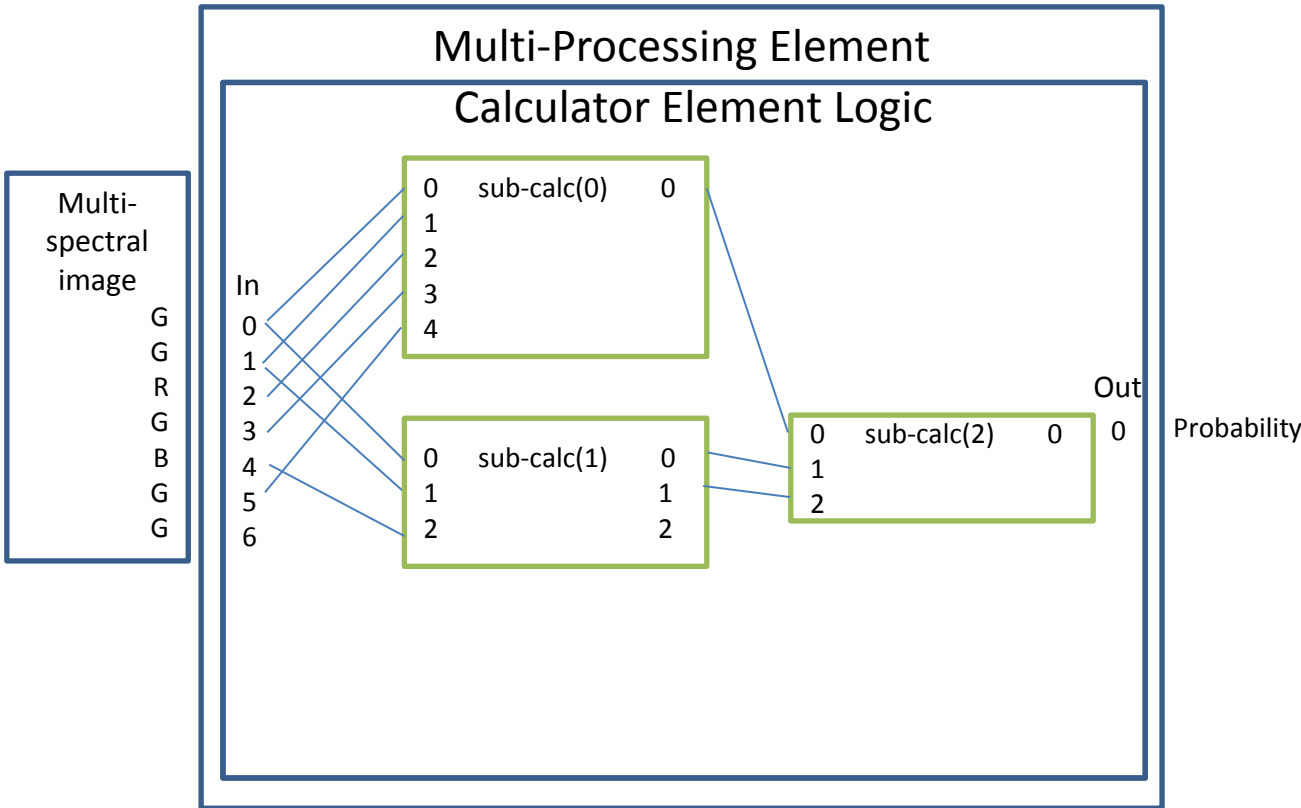 Multi-Processing Element
Calculator Element Logic
Multi-
spectral
image
G
G
R
G
B
G
G
In
0
1
2
3
4
5
6
0 sub-calc(0) 0
1
2
3
4
0 sub-calc(1) 0
1 1
2 2
0 sub-calc(2) 0
1
2
Out
0
Probability